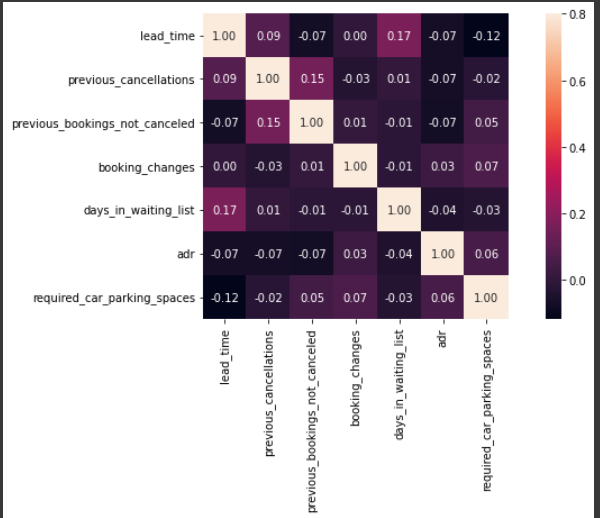 lead_time 1.00 0.09 -0.07 0.00 0.17 -0.07 -0.12
previous_cancellations 0.09 1.00 0.15 -0.03 0.01 -0.07 -0.02
previous_bookings_not_canceled -0.07 0.15 1.00 0.01 -0.01 -0.07 0.05
booking_changes 0.00 -0.03 0.01 1.00 -0.01 0.03 0.07
days_in_waiting_list 0.17 0.01 -0.01 -0.01 1.00 -0.04 -0.03
adr -0.07 -0.07 -0.07 0.03 -0.04 1.00 0.06
required_car_parking_spaces -0.12 -0.02 0.05 0.07 -0.03 0.06 1.00
lead_time
previous_cancellations
previous_bookings_not_canceled
booking_changes
days_in_waiting_list
adr
required_car_parking_spaces
0.8
0.6
0.4
0.2
0.0